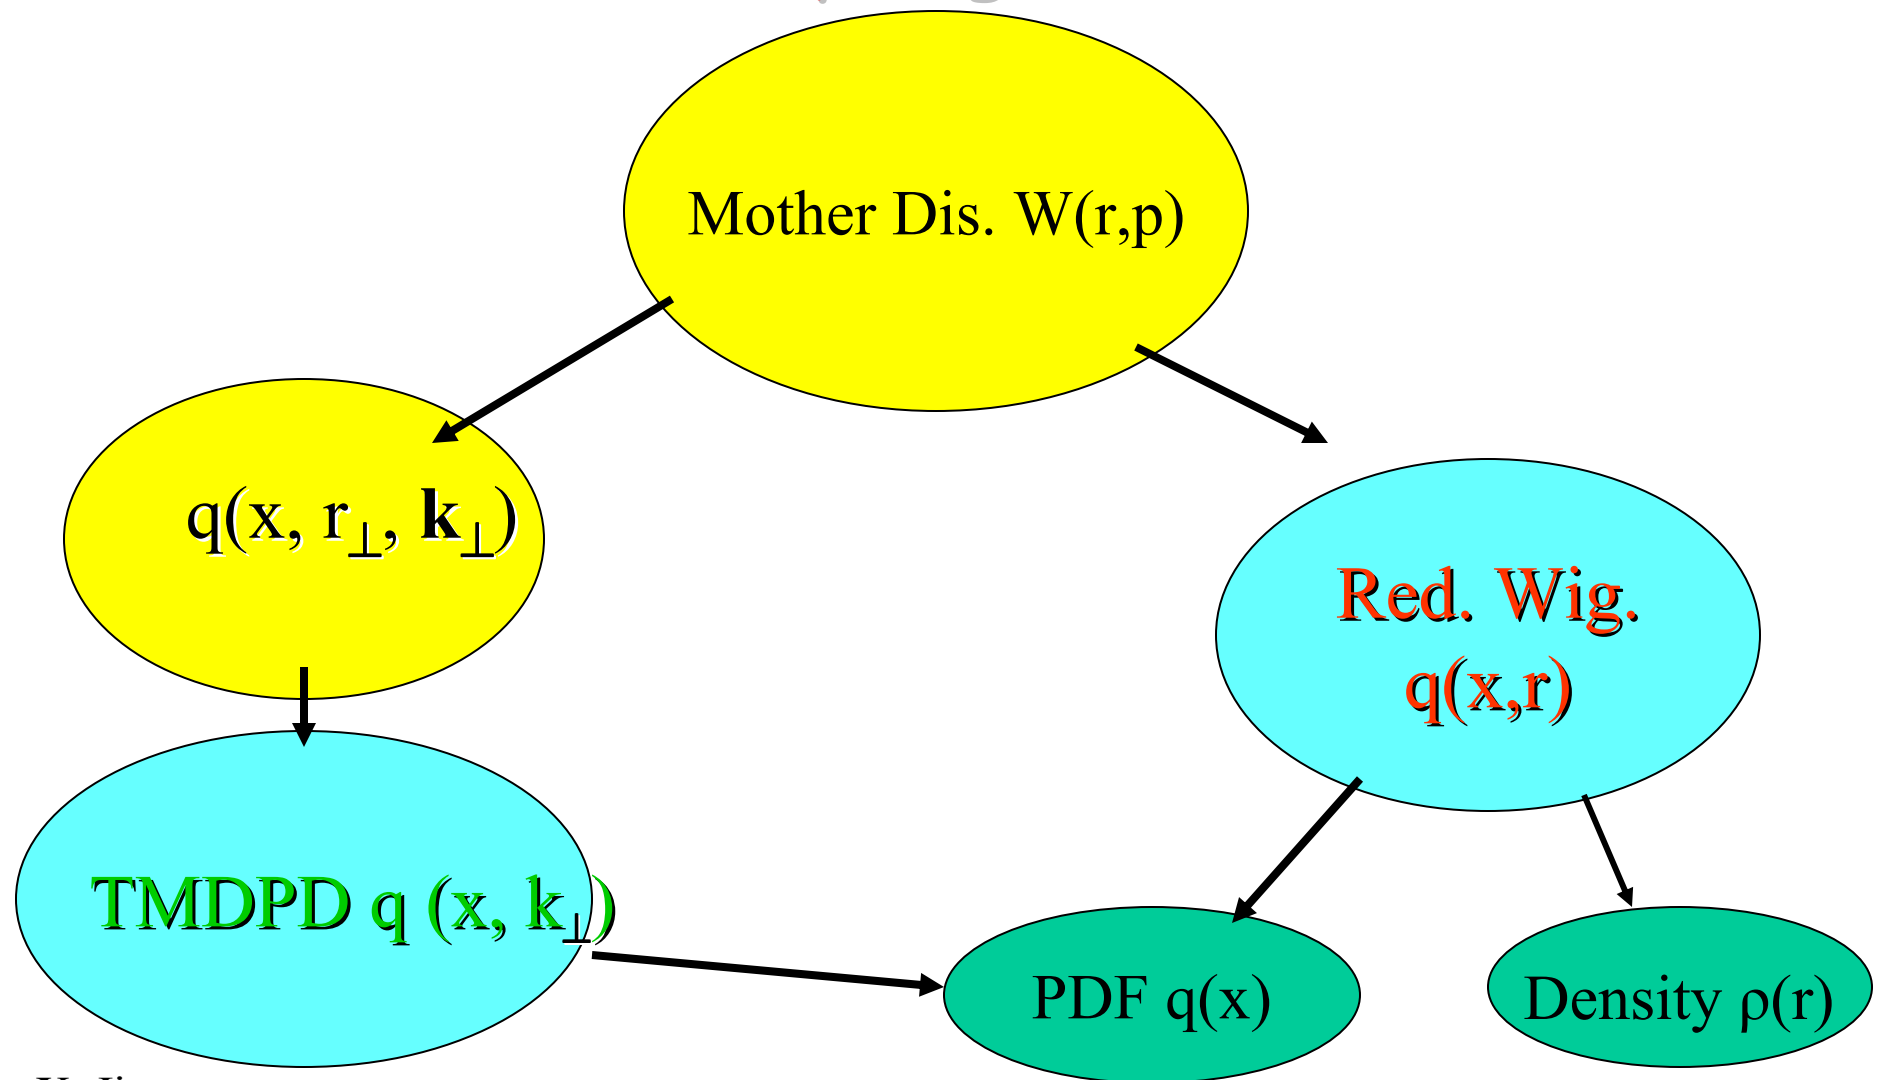 Mother Dis. W(r,p)
q(x, r⊥, k⊥)
Red. Wig.
q(x,r)
TMDPD q (x, k⊥)
PDF q(x)
Density ρ(r)